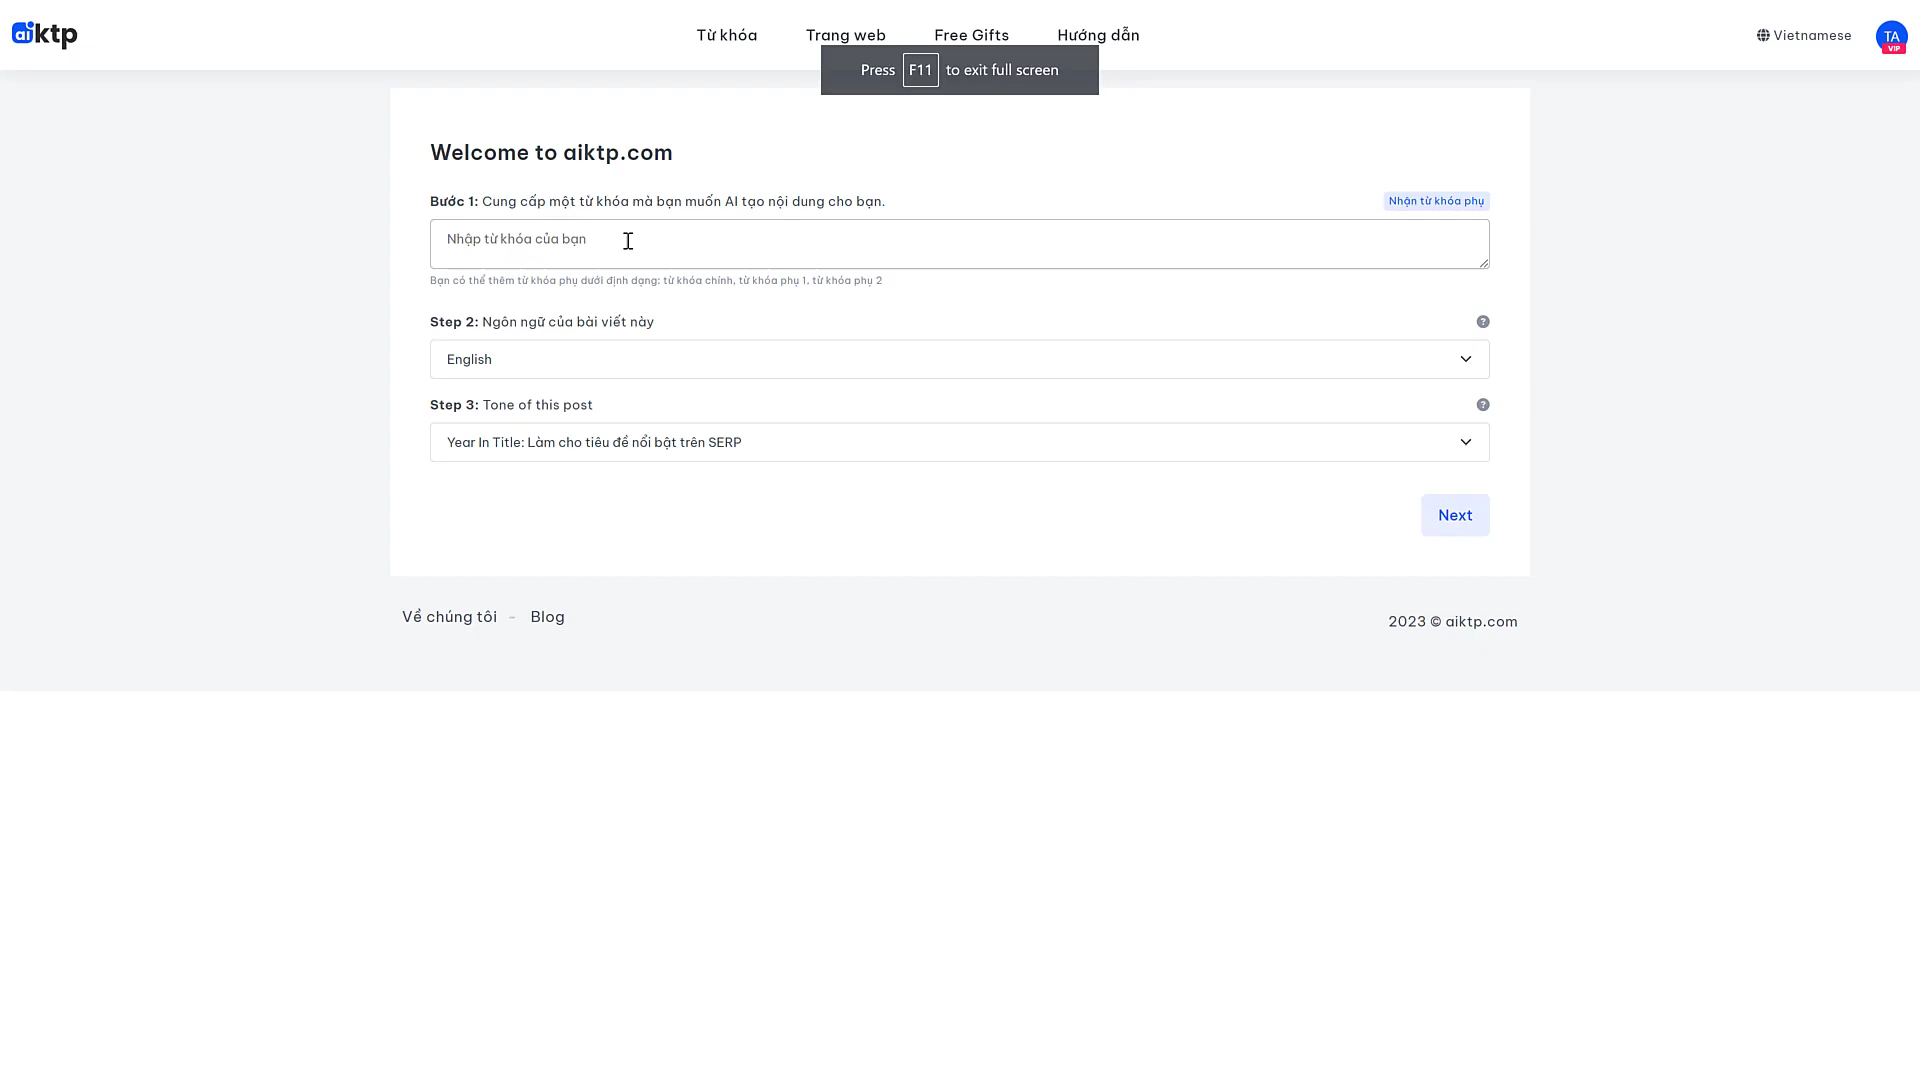 aiktp
Từ khóa Trang web Free Gifts Hướng dẫn
Vietnamese
TA
VIP
Press F11 to exit full screen
Welcome to aiktp.com
Bước 1: Cung cấp một từ khóa mà bạn muốn AI tạo nội dung cho bạn.
Nhận từ khóa phụ
Nhập từ khóa của bạn
Bạn có thể thêm từ khóa phụ dưới định dạng: từ khóa chính, từ khóa phụ 1, từ khóa phụ 2
Step 2: Ngôn ngữ của bài viết này
?
English
Step 3: Tone of this post
?
Year In Title: Làm cho tiêu đề nổi bật trên SERP
Next
Về chúng tôi - Blog
2023 © aiktp.com